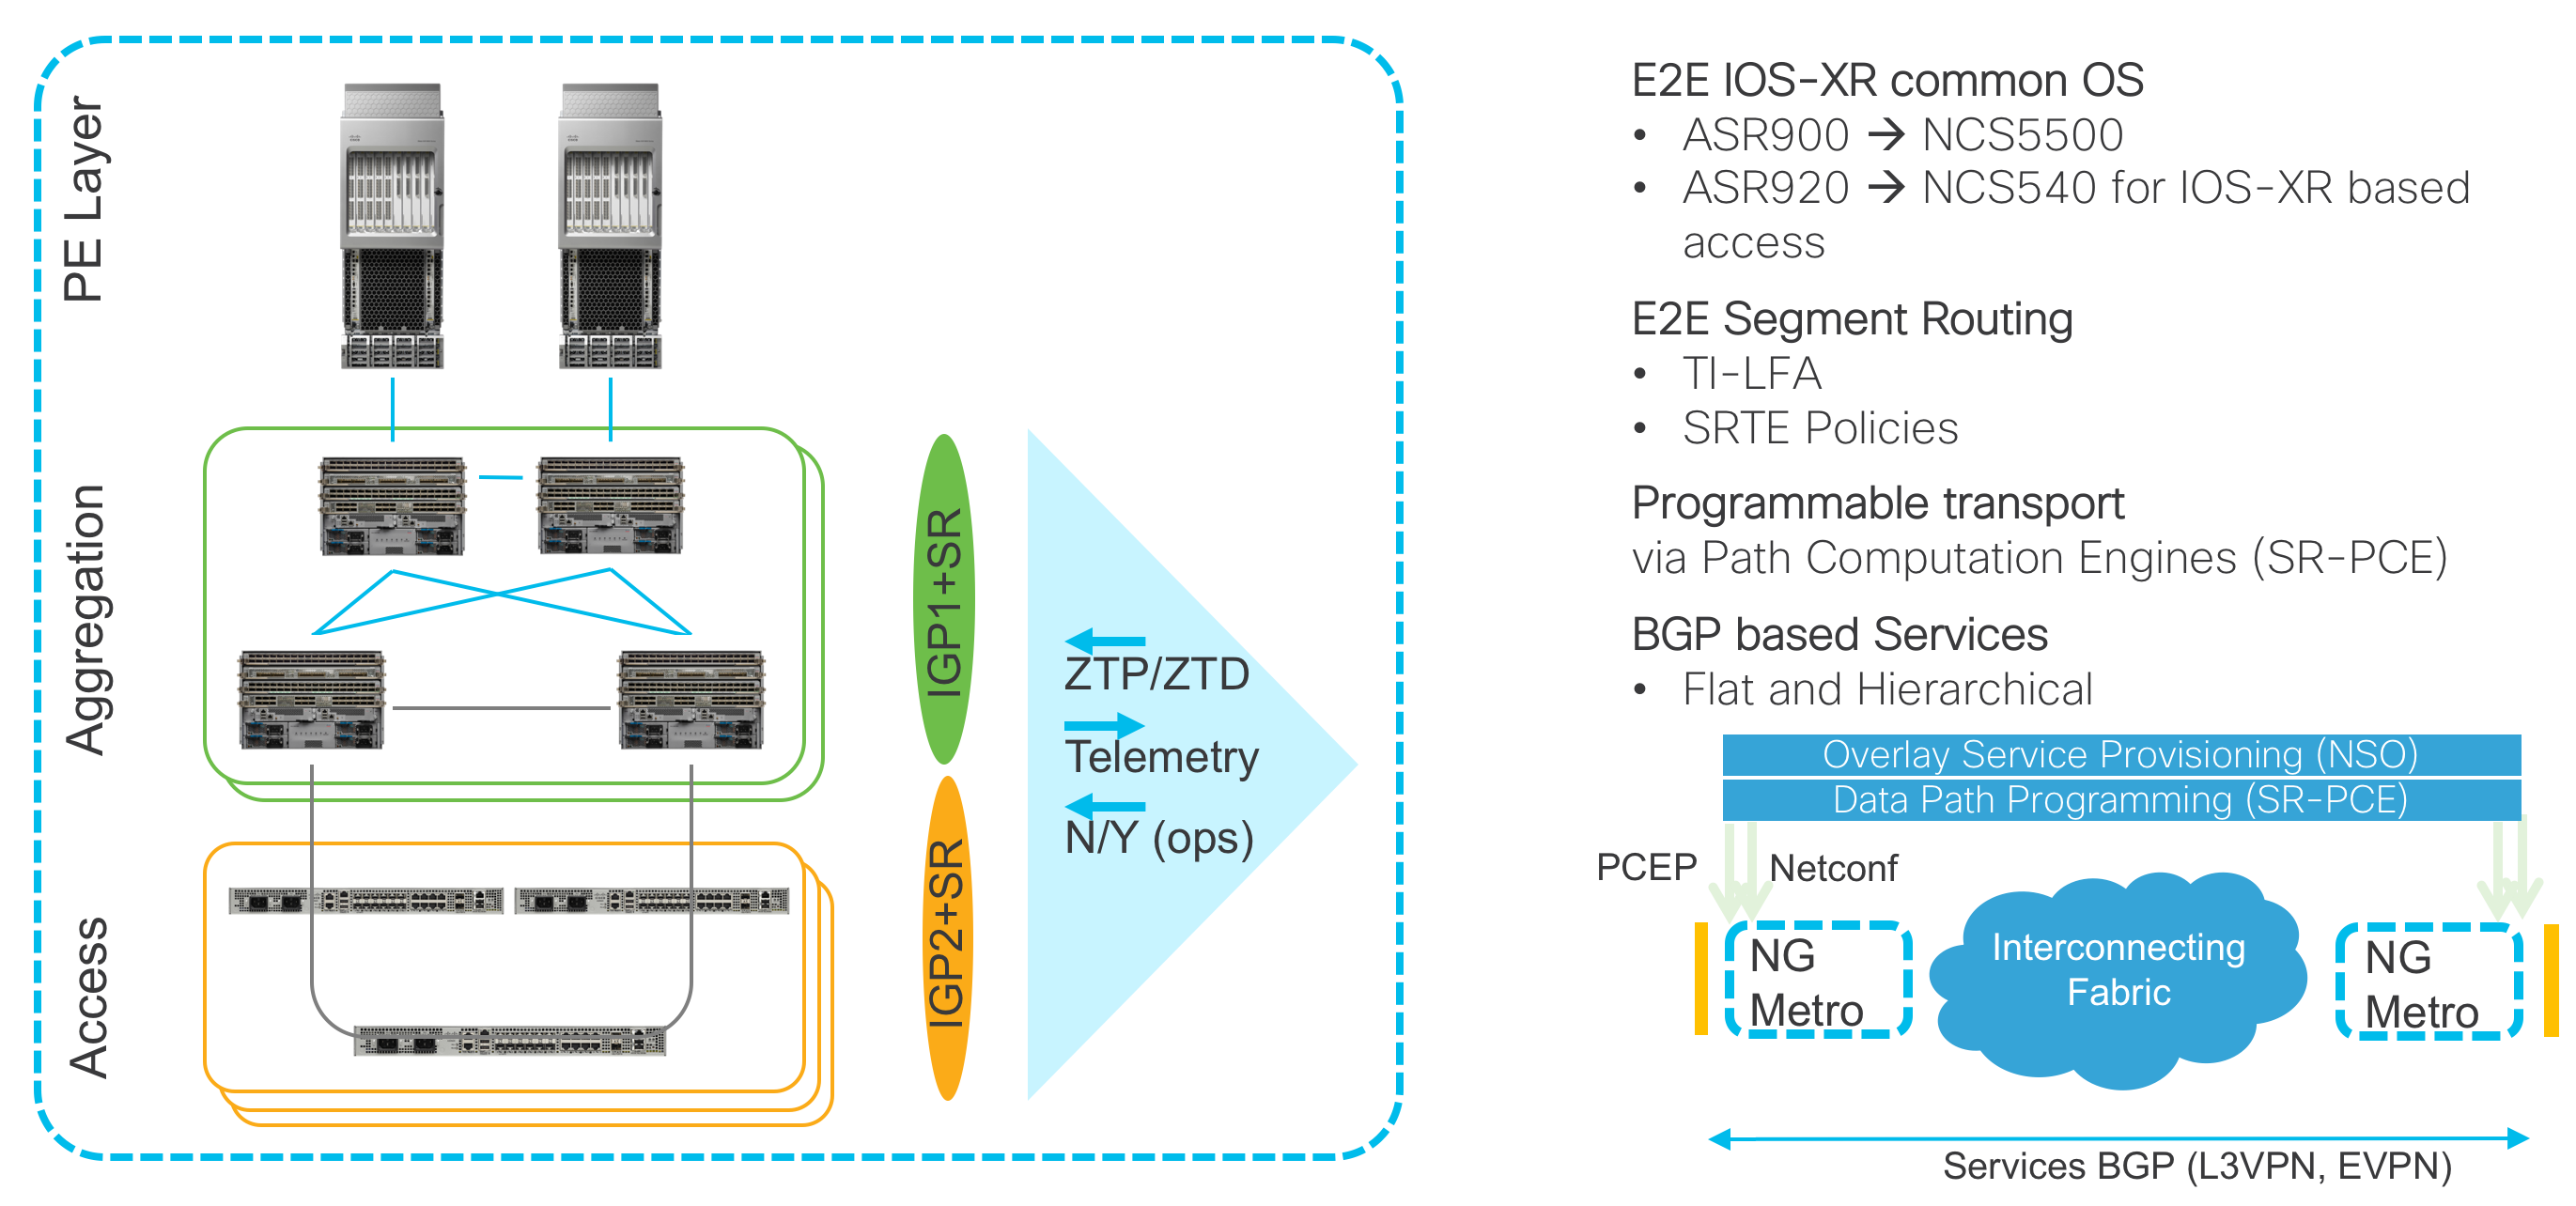 PE Layer
Aggregation
Access
IGP1+SR
IGP2+SR
ZTP/ZTD
Telemetry
N/Y (ops)
E2E IOS-XR common OS
• ASR900 → NCS5500
• ASR920 → NCS540 for IOS-XR based
access
E2E Segment Routing
• TI-LFA
• SRTE Policies
Programmable transport
via Path Computation Engines (SR-PCE)
BGP based Services
• Flat and Hierarchical
Overlay Service Provisioning (NSO)
Data Path Programming (SR-PCE)
PCEP
Netconf
NG
Metro
Interconnecting
Fabric
NG
Metro
Services BGP (L3VPN, EVPN)